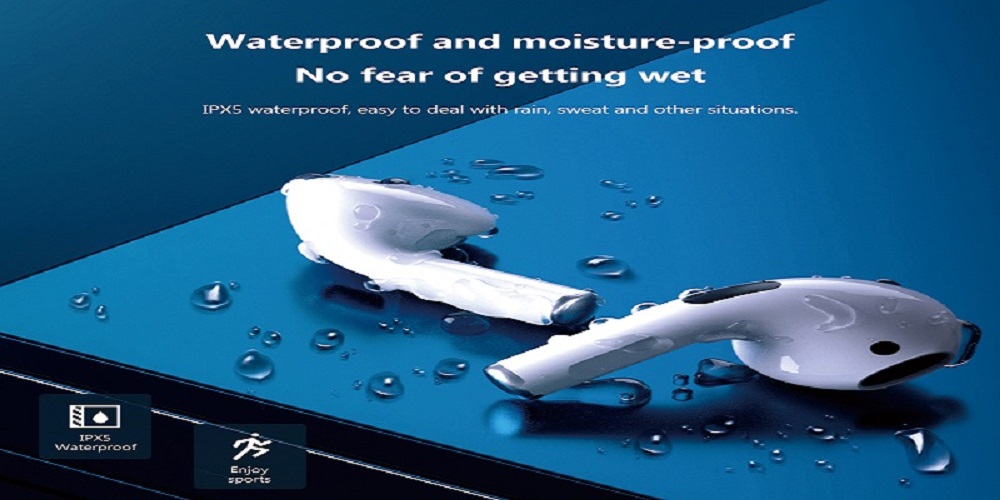 Waterproof and moisture-proof
No fear of getting wet
IPX5 waterproof, easy to deal with rain, sweat and other situations.
IPX5
Waterproof
Enjoy
sports